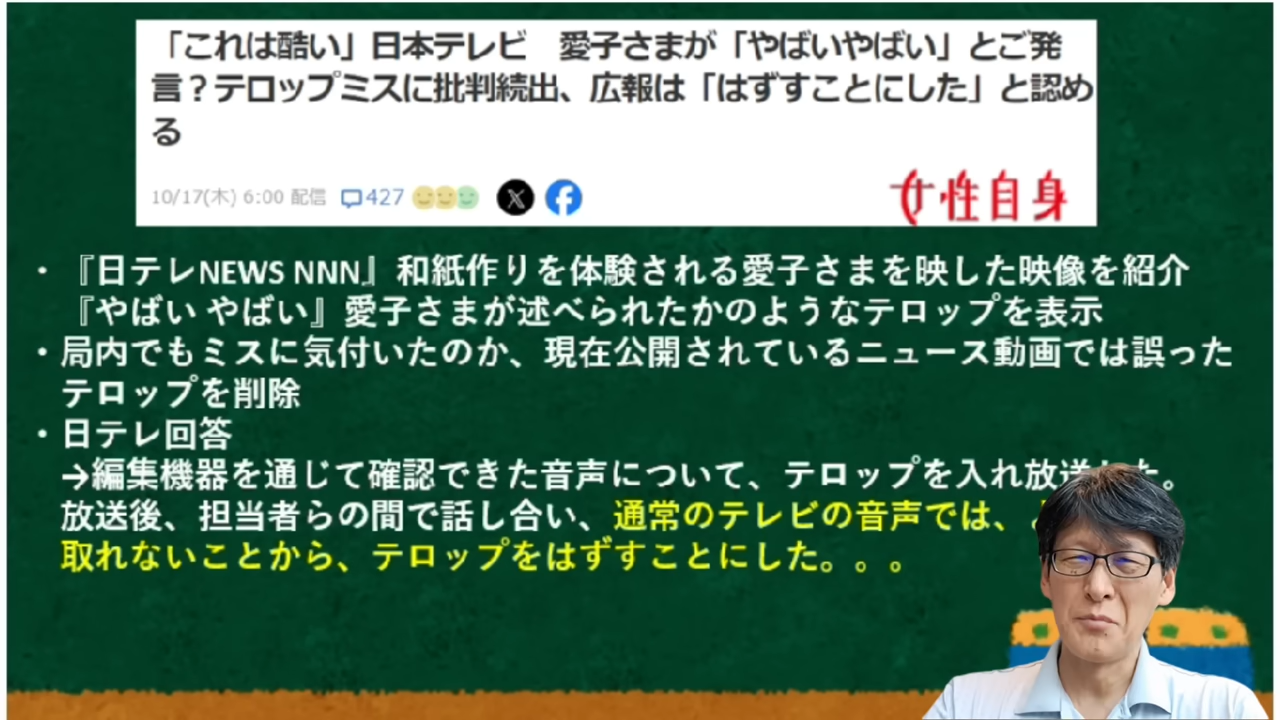 「これは酷い」日本テレビ　愛子さまが「やばいやばい」とご発
言？テロップミスに批判続出、広報は「はずすことにした」と認め
る
10/17(木) 6:00 配信 427
女性自身
・『日テレNEWS NNN』和紙作りを体験される愛子さまを映した映像を紹介
『やばい やばい』愛子さまが述べられたかのようなテロップを表示
・局内でもミスに気付いたのか、現在公開されているニュース動画では誤った
テロップを削除
・日テレ回答
→編集機器を通じて確認できた音声について、テロップを入れ放送した。
放送後、担当者らの間で話し合い、通常のテレビの音声では、
取れないことから、テロップをはずすことにした。。。